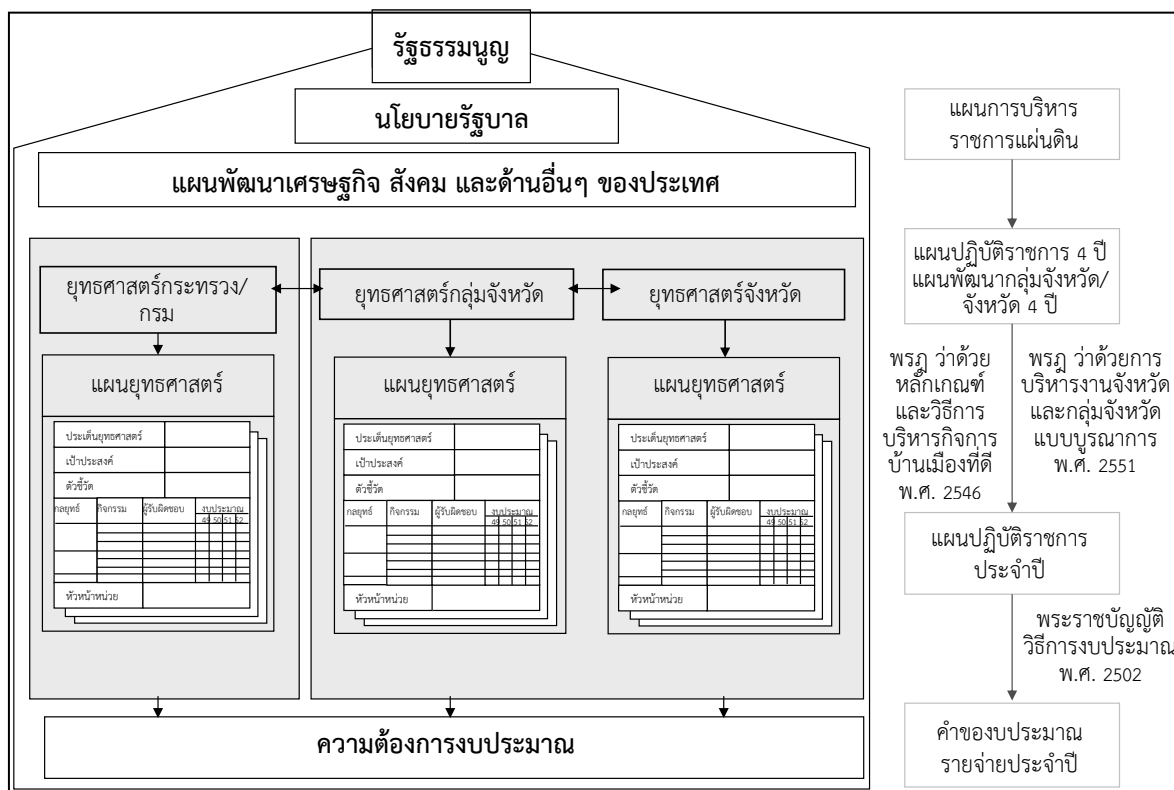 รัฐธรรมนูญ
นโยบายรัฐบาล
แผนพัฒนาเศรษฐกิจ สังคม และด้านอื่นๆ ของประเทศ
ยุทธศาสตร์กระทรวง/
กรม
ยุทธศาสตร์กลุ่มจังหวัด
ยุทธศาสตร์จังหวัด
แผนยุทธศาสตร์
ประเด็นยุทธศาสตร์
เป้าประสงค์
ตัวชี้วัด
กลยุทธ์ กิจกรรม ผู้รับผิดชอบ งบประมาณ
49 50 51 52
หัวหน้าหน่วย
แผนยุทธศาสตร์
ประเด็นยุทธศาสตร์
เป้าประสงค์
ตัวชี้วัด
กลยุทธ์ กิจกรรม ผู้รับผิดชอบ งบประมาณ
49 50 51 52
หัวหน้าหน่วย
แผนยุทธศาสตร์
ประเด็นยุทธศาสตร์
เป้าประสงค์
ตัวชี้วัด
กลยุทธ์ กิจกรรม ผู้รับผิดชอบ งบประมาณ
49 50 51 52
หัวหน้าหน่วย
ความต้องการงบประมาณ
แผนการบริหาร
ราชการแผ่นดิน
แผนปฏิบัติราชการ 4 ปี
แผนพัฒนากลุ่มจังหวัด/
จังหวัด 4 ปี
พรฎ ว่าด้วย
หลักเกณฑ์
และวิธีการ
บริหารกิจการ
บ้านเมืองที่ดี
พ.ศ. 2546
พรฎ ว่าด้วยการ
บริหารงานจังหวัด
และกลุ่มจังหวัด
แบบบูรณาการ
พ.ศ. 2551
แผนปฏิบัติราชการ
ประจำปี
พระราชบัญญัติ
วิธีการงบประมาณ
พ.ศ. 2502
คำของบประมาณ
รายจ่ายประจำปี